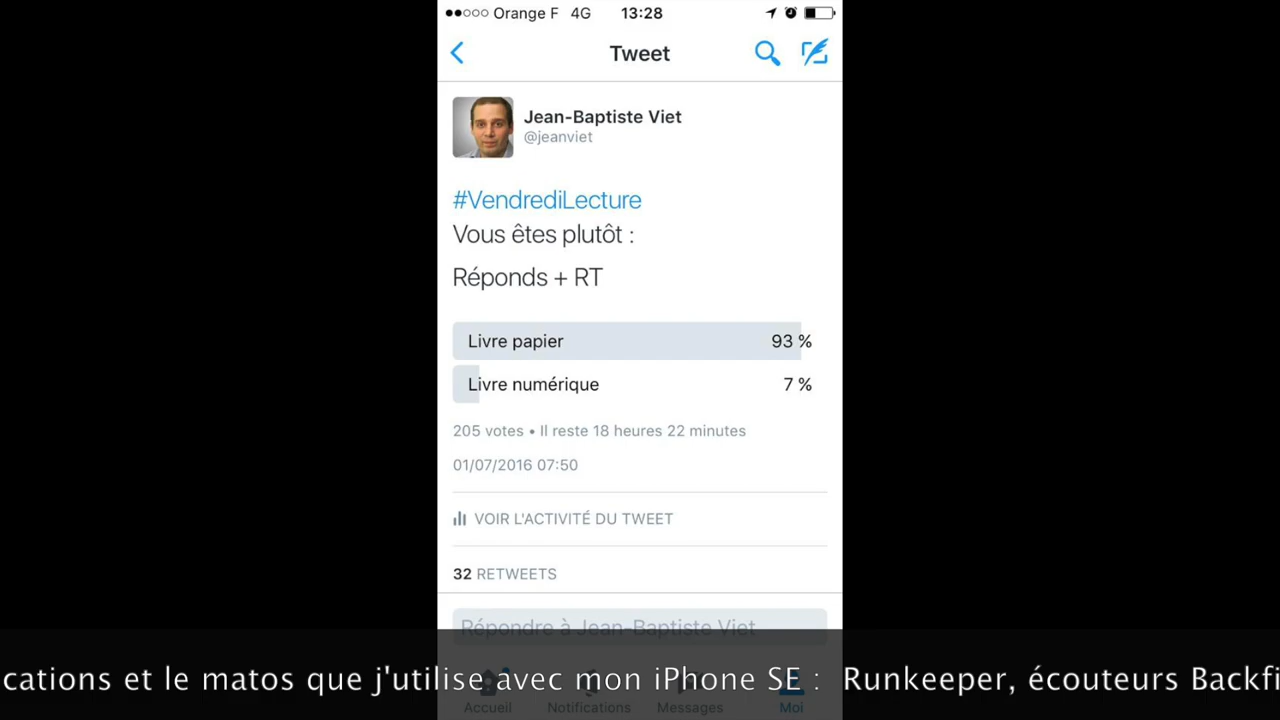 Orange F 4G 13:28
Tweet
Jean-Baptiste Viet
@jeanviet
#VendrediLecture
Vous êtes plutôt :
Réponds + RT
Livre papier 93 %
Livre numérique 7 %
205 votes • Il reste 18 heures 22 minutes
01/07/2016 07:50
VOIR L'ACTIVITÉ DU TWEET
32 RETWEETS
Répondre à Jean-Baptiste Viet
cations et le matos que j'utilise avec mon iPhone SE : Runkeeper, écouteurs Backfi
Accueil Notifications Messages Moi